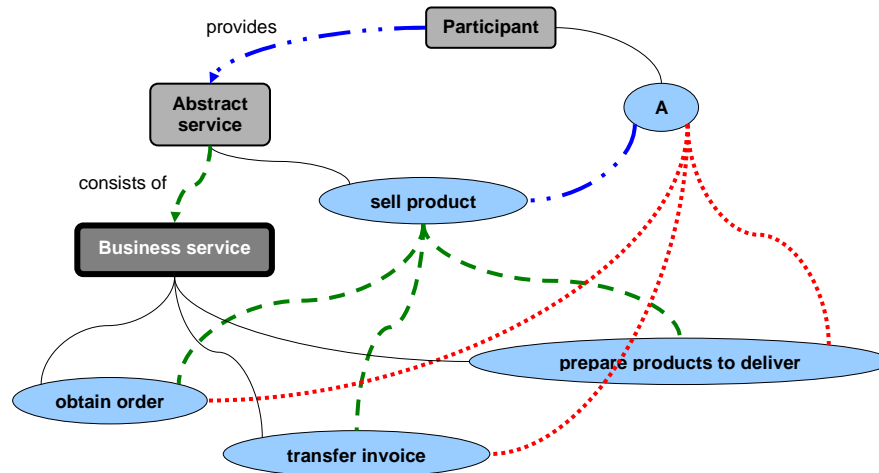 provides
Participant
Abstract
service
A
consists of
sell product
Business service
prepare products to deliver
obtain order
transfer invoice